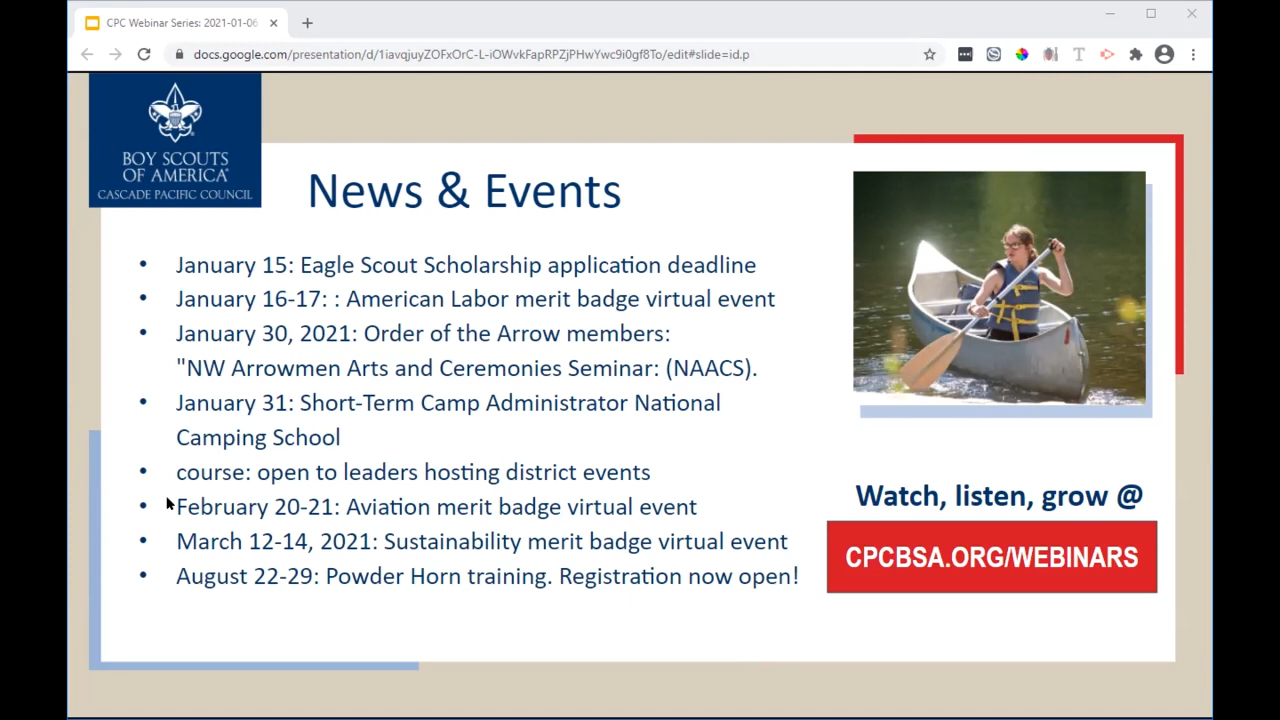 CPC Webinar Series: 2021-01-06
docs.google.com/presentation/d/1iavqjuyZOFxOrC-L-iOWvkFapRPZjPHwYwc9i0gf8To/edit#slide=id.p
BOY SCOUTS
OF AMERICA®
CASCADE PACIFIC COUNCIL
News & Events
• January 15: Eagle Scout Scholarship application deadline
• January 16-17: : American Labor merit badge virtual event
• January 30, 2021: Order of the Arrow members:
"NW Arrowmen Arts and Ceremonies Seminar: (NAACS).
• January 31: Short-Term Camp Administrator National
Camping School
• course: open to leaders hosting district events
• February 20-21: Aviation merit badge virtual event
• March 12-14, 2021: Sustainability merit badge virtual event
• August 22-29: Powder Horn training. Registration now open!
Watch, listen, grow @
CPCBSA.ORG/WEBINARS